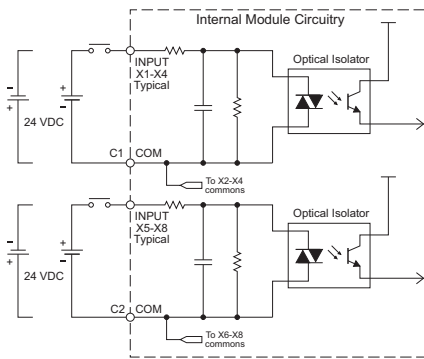 Internal Module Circuitry
Optical Isolator
INPUT
X1-X4
Typical
- +
+ -
24 VDC
C1 COM
To X2-X4
commons
Optical Isolator
INPUT
X5-X8
Typical
- +
+ -
24 VDC
C2 COM
To X6-X8
commons